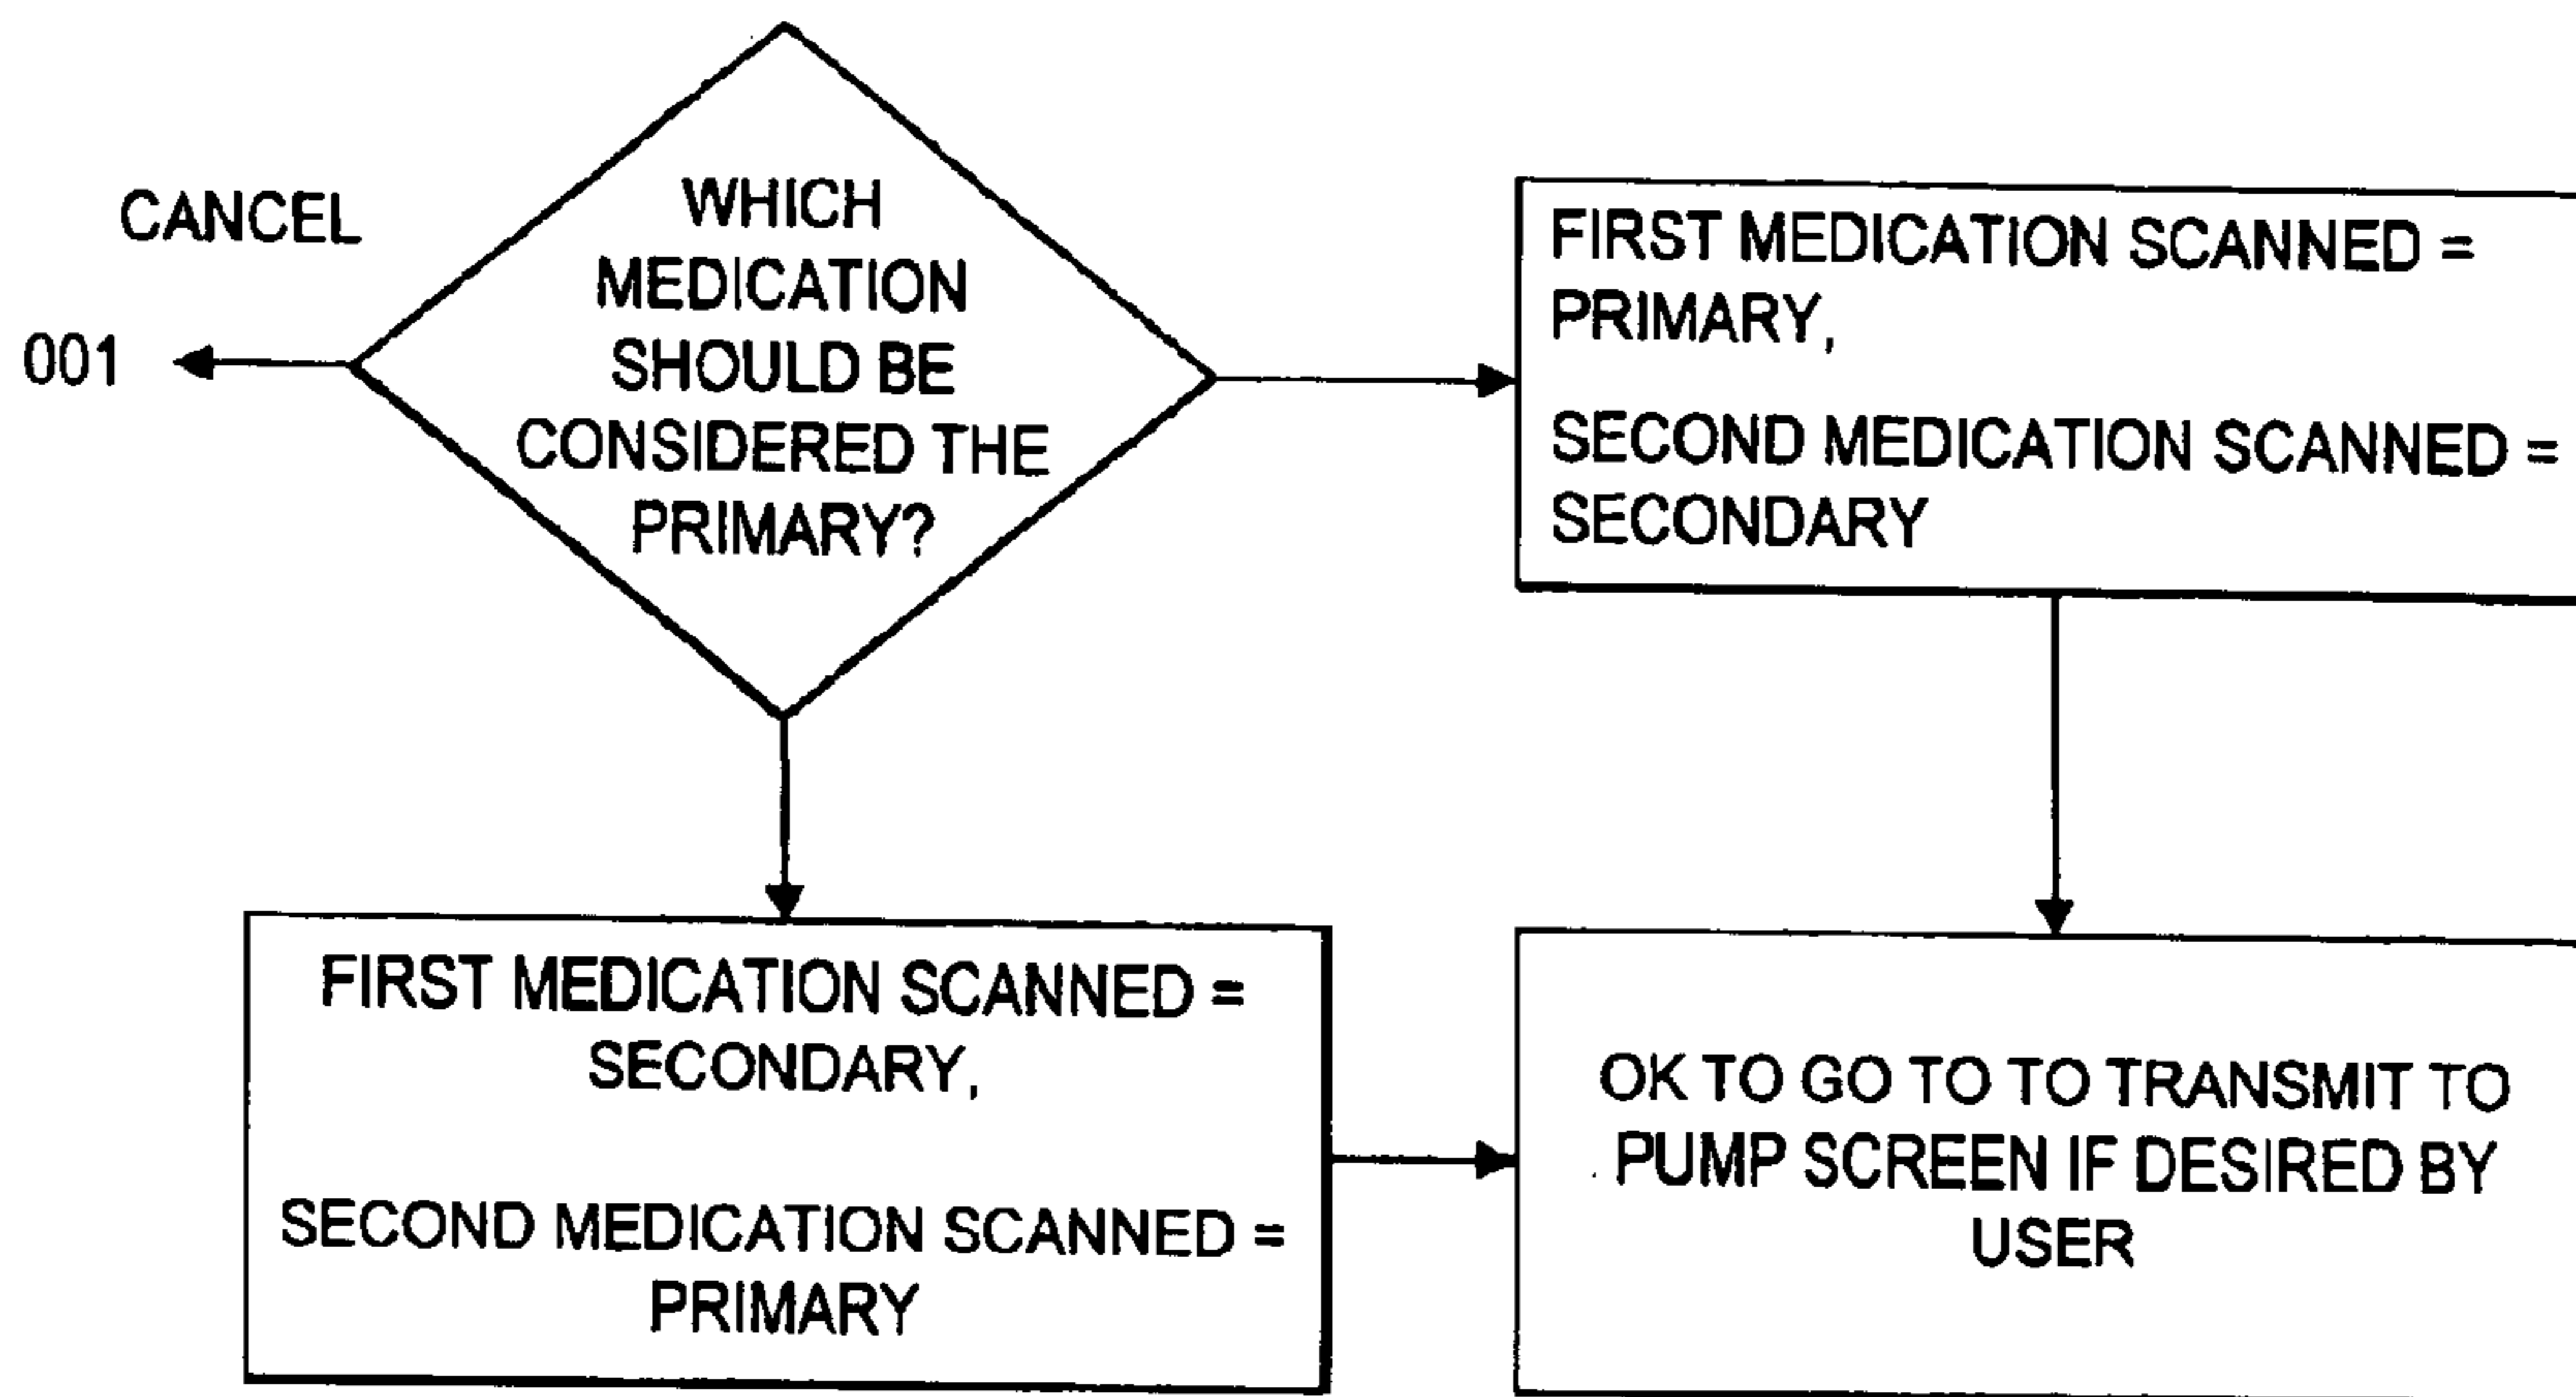 CANCEL
001
WHICH
MEDICATION
SHOULD BE
CONSIDERED THE
PRIMARY?
FIRST MEDICATION SCANNED =
PRIMARY,
SECOND MEDICATION SCANNED =
SECONDARY
FIRST MEDICATION SCANNED =
SECONDARY,
SECOND MEDICATION SCANNED =
PRIMARY
OK TO GO TO TO TRANSMIT TO
PUMP SCREEN IF DESIRED BY
USER